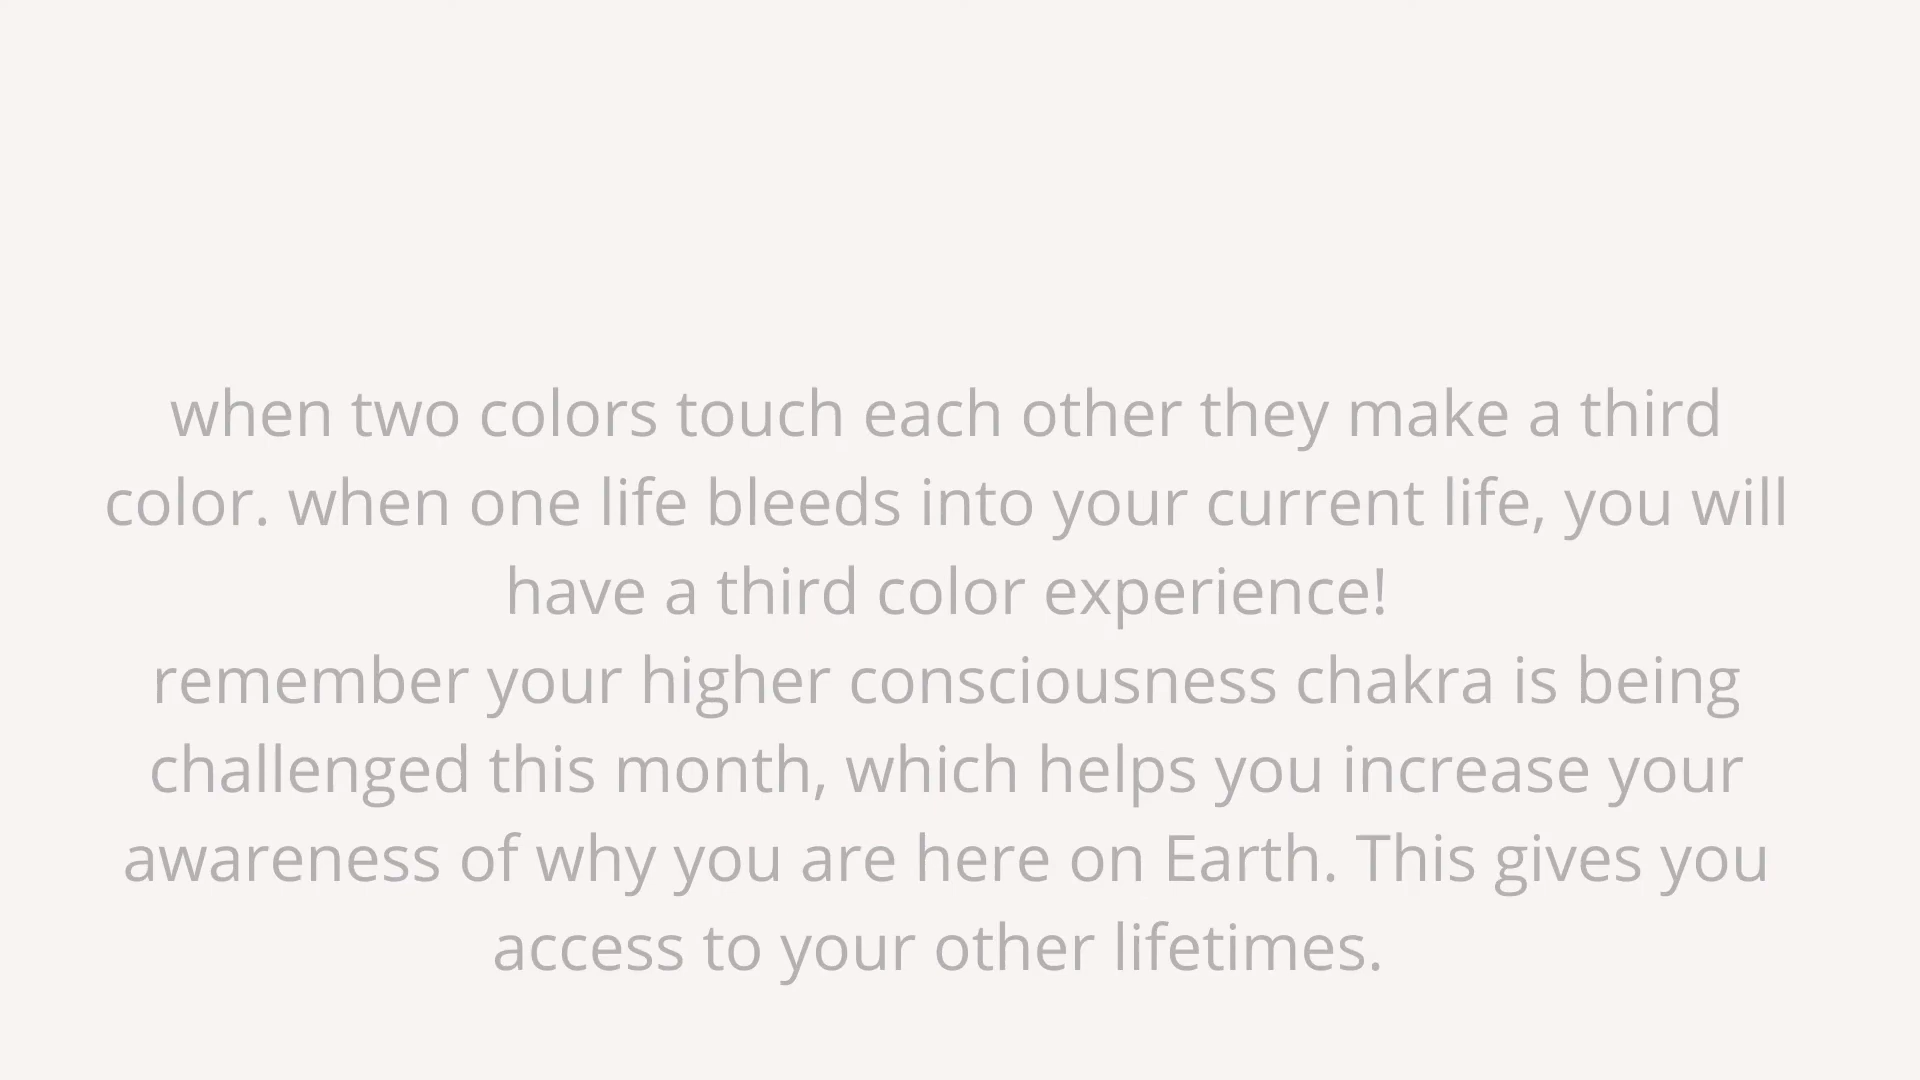 when two colors touch each other they make a third
color. when one life bleeds into your current life, you will
have a third color experience!
remember your higher consciousness chakra is being
challenged this month, which helps you increase your
awareness of why you are here on Earth. This gives you
access to your other lifetimes.